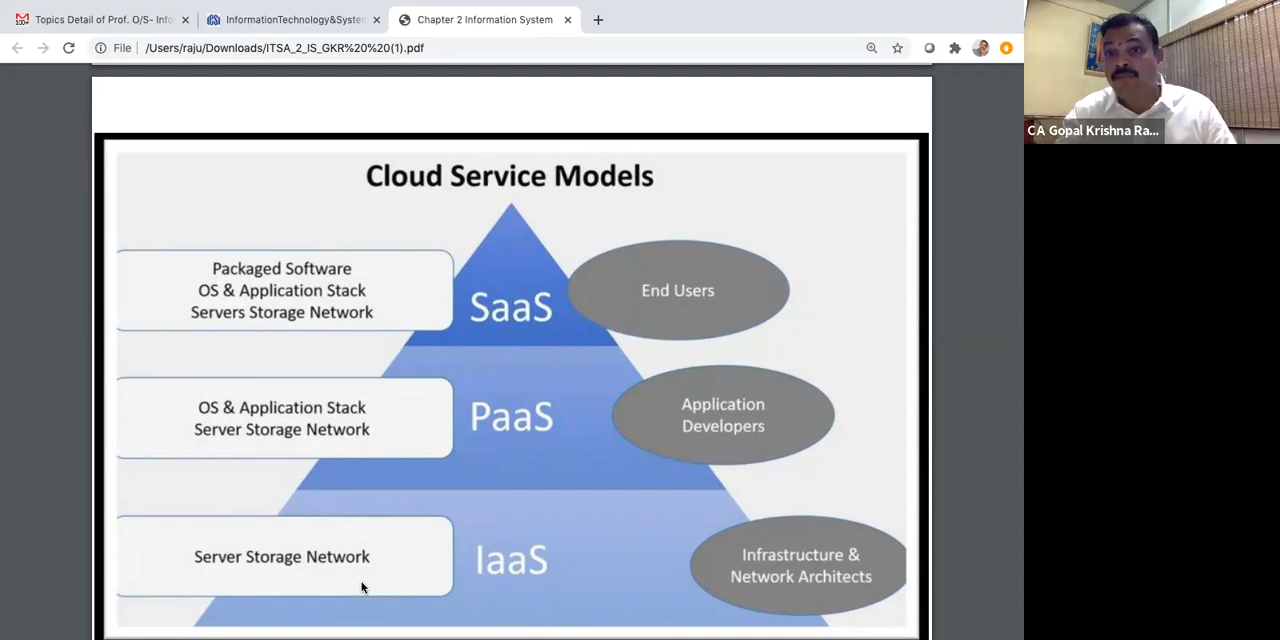 Topics Detail of Prof. O/S- Info
InformationTechnology&System
Chapter 2 Information System
File
/Users/raju/Downloads/ITSA_2_IS_GKR%20%20(1).pdf
CA Gopal Krishna Ra...
Cloud Service Models
Packaged Software
OS & Application Stack
Servers Storage Network
SaaS
End Users
OS & Application Stack
Server Storage Network
PaaS
Application
Developers
Server Storage Network
IaaS
Infrastructure &
Network Architects